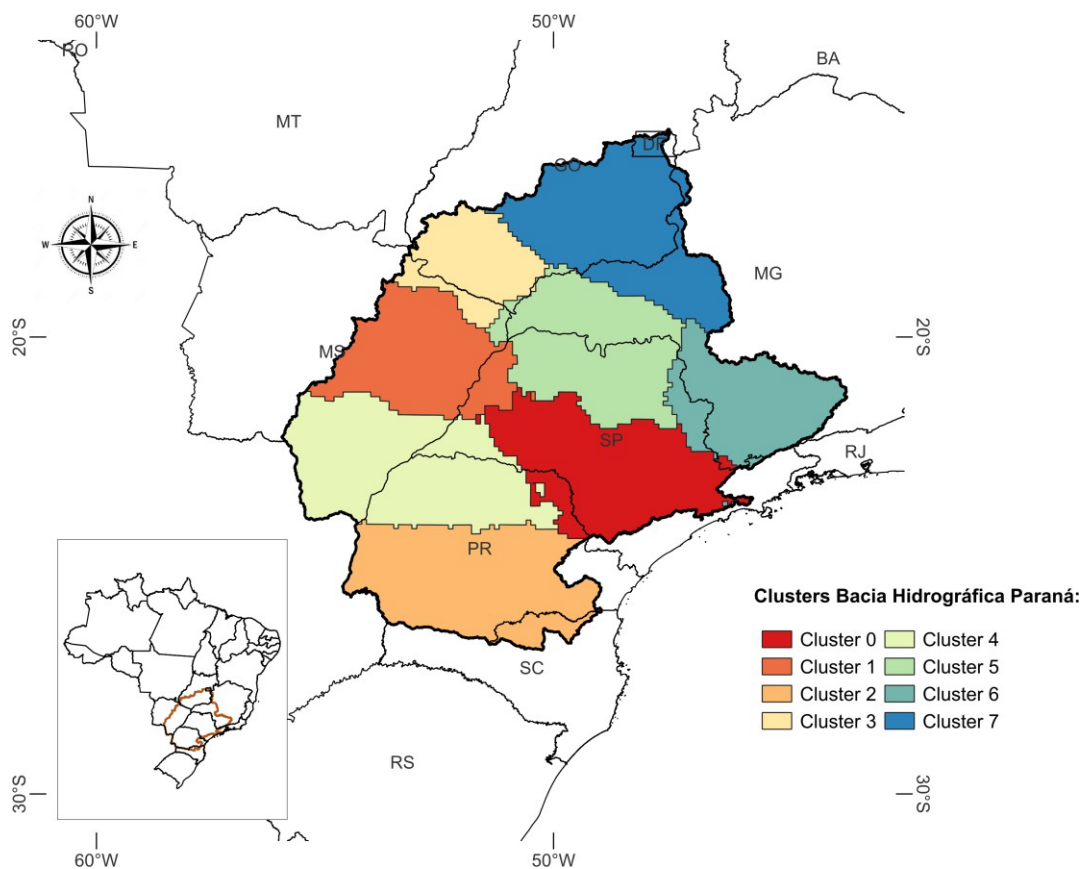 60°W 50°W
RO
BA
MT
DF
GO
N
W E
S
MG
20°S 20°S
MS
SP
RJ
PR
Clusters Bacia Hidrográfica Paraná:
Cluster 0 Cluster 4
Cluster 1 Cluster 5
Cluster 2 Cluster 6
Cluster 3 Cluster 7
SC
RS
30°S 30°S
60°W 50°W